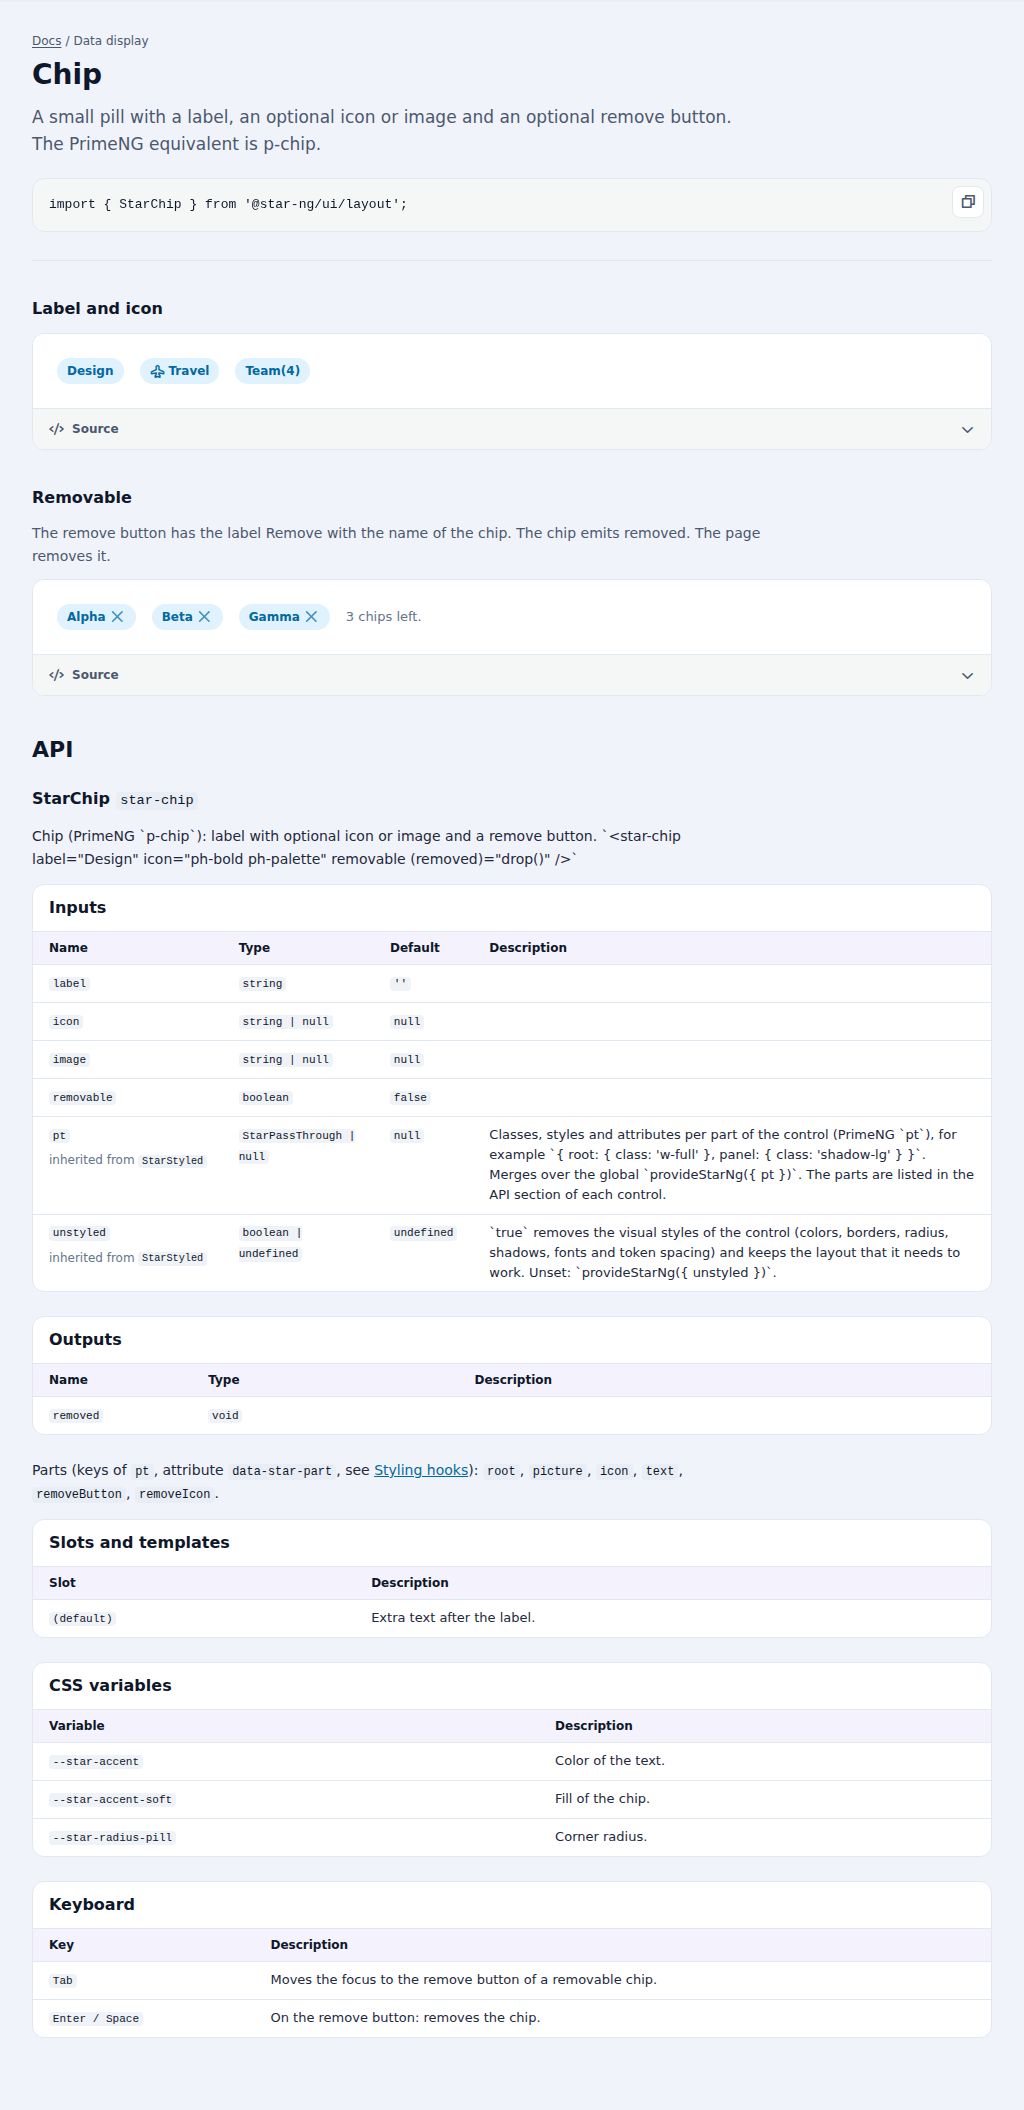 Docs / Data display
Chip
A small pill with a label, an optional icon or image and an optional remove button.
The PrimeNG equivalent is p-chip.
import { StarChip } from '@star-ng/ui/layout';
Label and icon
Design Travel Team(4)
Source
Removable
The remove button has the label Remove with the name of the chip. The chip emits removed. The page
removes it.
Alpha Beta Gamma 3 chips left.
Source
API
StarChip star-chip
Chip (PrimeNG `p-chip`): label with optional icon or image and a remove button. `<star-chip
label="Design" icon="ph-bold ph-palette" removable (removed)="drop()" />`
Inputs
Name Type Default Description
label string ''
icon string | null null
image string | null null
removable boolean false
pt StarPassThrough | null Classes, styles and attributes per part of the control (PrimeNG `pt`), for
inherited from StarStyled null example `{ root: { class: 'w-full' }, panel: { class: 'shadow-lg' } }`.
Merges over the global `provideStarNg({ pt })`. The parts are listed in the
API section of each control.
unstyled boolean | undefined `true` removes the visual styles of the control (colors, borders, radius,
inherited from StarStyled undefined shadows, fonts and token spacing) and keeps the layout that it needs to
work. Unset: `provideStarNg({ unstyled })`.
Outputs
Name Type Description
removed void
Parts (keys of pt, attribute data-star-part, see Styling hooks): root, picture, icon, text,
removeButton, removeIcon.
Slots and templates
Slot Description
(default) Extra text after the label.
CSS variables
Variable Description
--star-accent Color of the text.
--star-accent-soft Fill of the chip.
--star-radius-pill Corner radius.
Keyboard
Key Description
Tab Moves the focus to the remove button of a removable chip.
Enter / Space On the remove button: removes the chip.